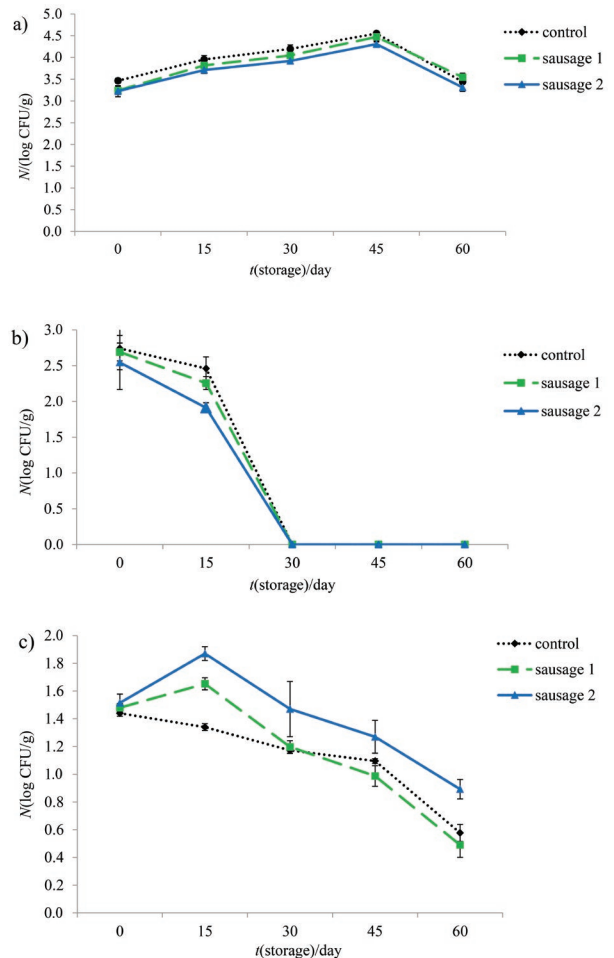 a)
5.0
4.5
4.0
3.5
3.0
2.5
2.0
1.5
1.0
0.5
0.0
N/(log CFU/g)
0 15 30 45 60
t(storage)/day
control
sausage 1
sausage 2
b)
3.0
2.5
2.0
1.5
1.0
0.5
0.0
N(log CFU/g)
0 15 30 45 60
t(storage)/day
control
sausage 1
sausage 2
c)
2.0
1.8
1.6
1.4
1.2
1.0
0.8
0.6
0.4
0.2
0.0
N(log CFU/g)
0 15 30 45 60
t(storage)/day
control
sausage 1
sausage 2